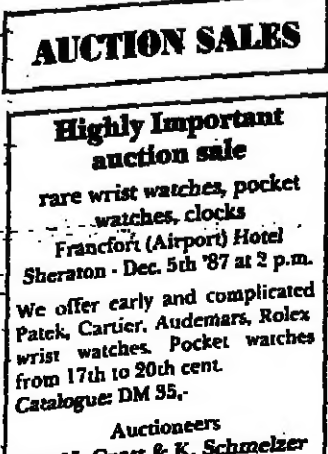 AUCTION SALES
Highly Important
auction sale
rare wrist watches, pocket
watches, clocks
Francfort (Airport) Hotel
Sheraton - Dec. 5th '87 at 2 p.m.
We offer early and complicated
Patek, Cartier, Audemars, Rolex
wrist watches. Pocket watches
from 17th to 20th cent.
Catalogue: DM 35,-
Auctioneers
& K. Schmelzer